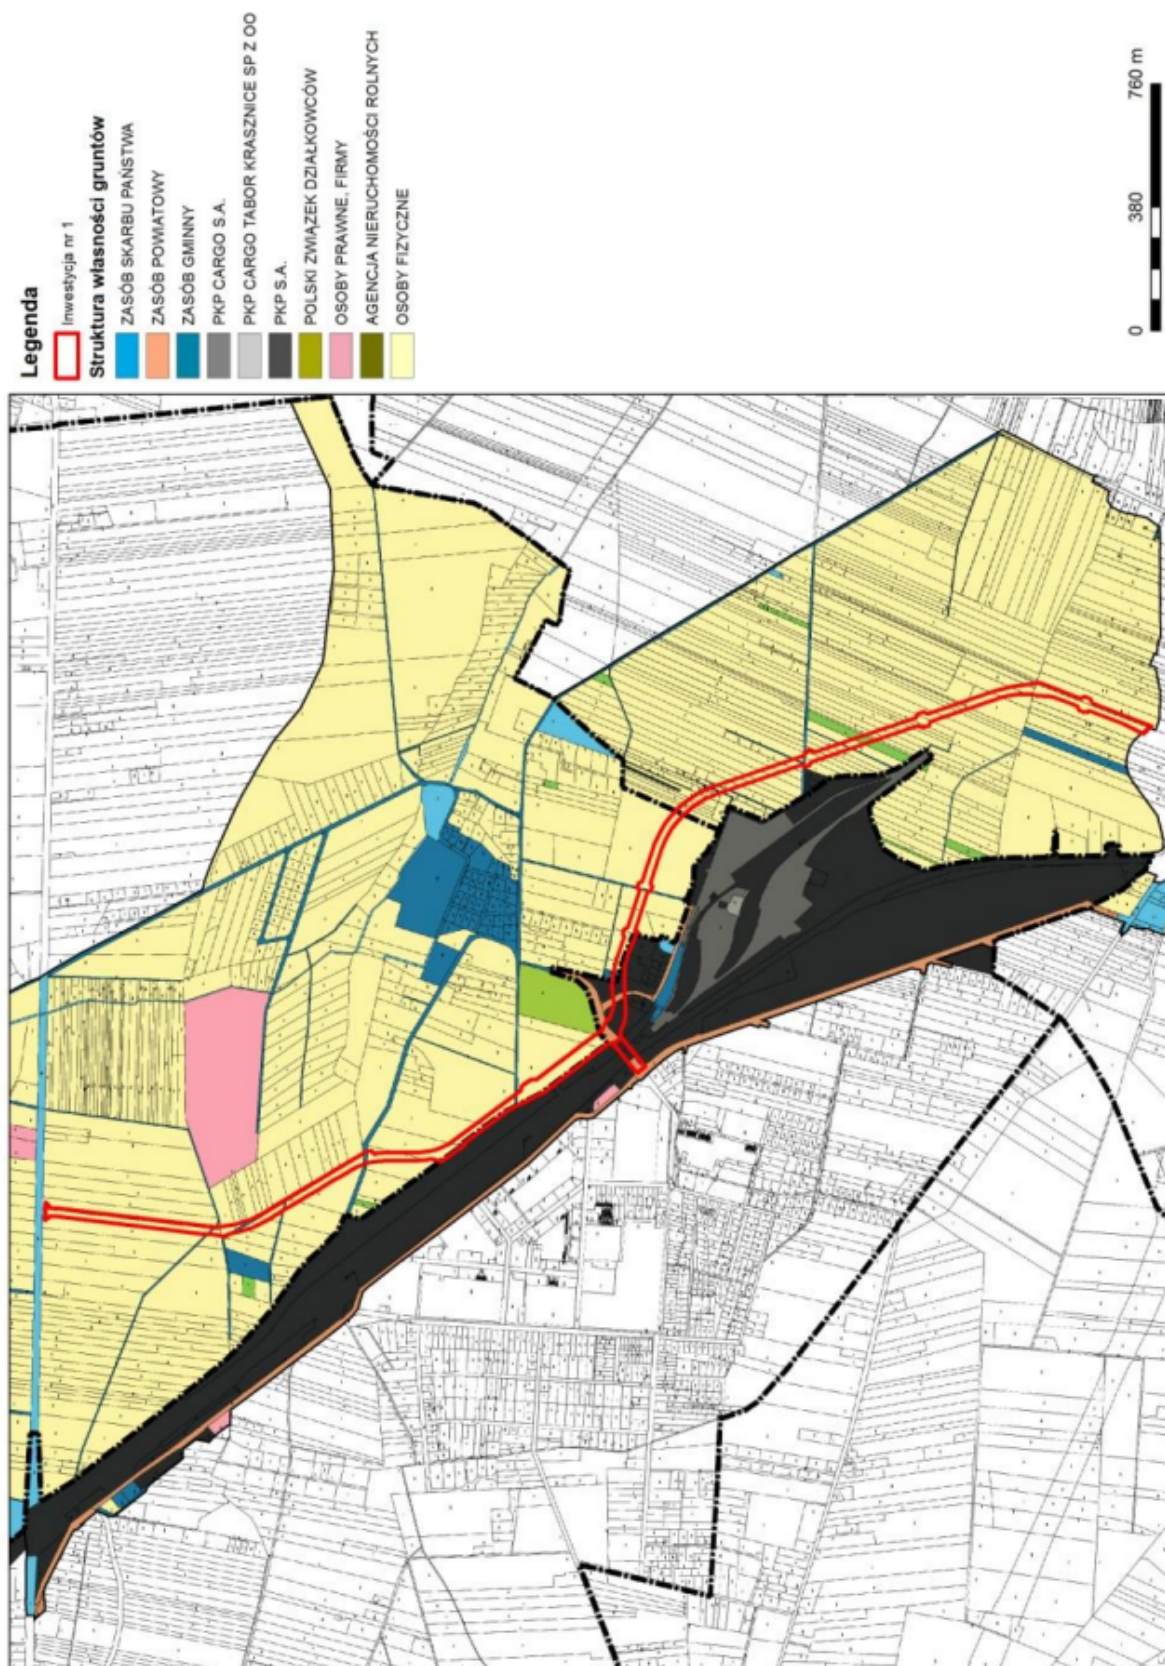 Legenda
Inwestycja nr 1
Struktura własności gruntów
ZASÓB SKARBU PAŃSTWA
ZASÓB POWIATOWY
ZASÓB GMINNY
PKP CARGO S.A.
PKP CARGO TABOR KRASZNICE SP Z OO
PKP S.A.
POLSKI ZWIĄZEK DZIAŁKOWCÓW
OSOBY PRAWNE, FIRMY
AGENCJA NIERUCHOMOŚCI ROLNYCH
OSOBY FIZYCZNE
0 380 760 m